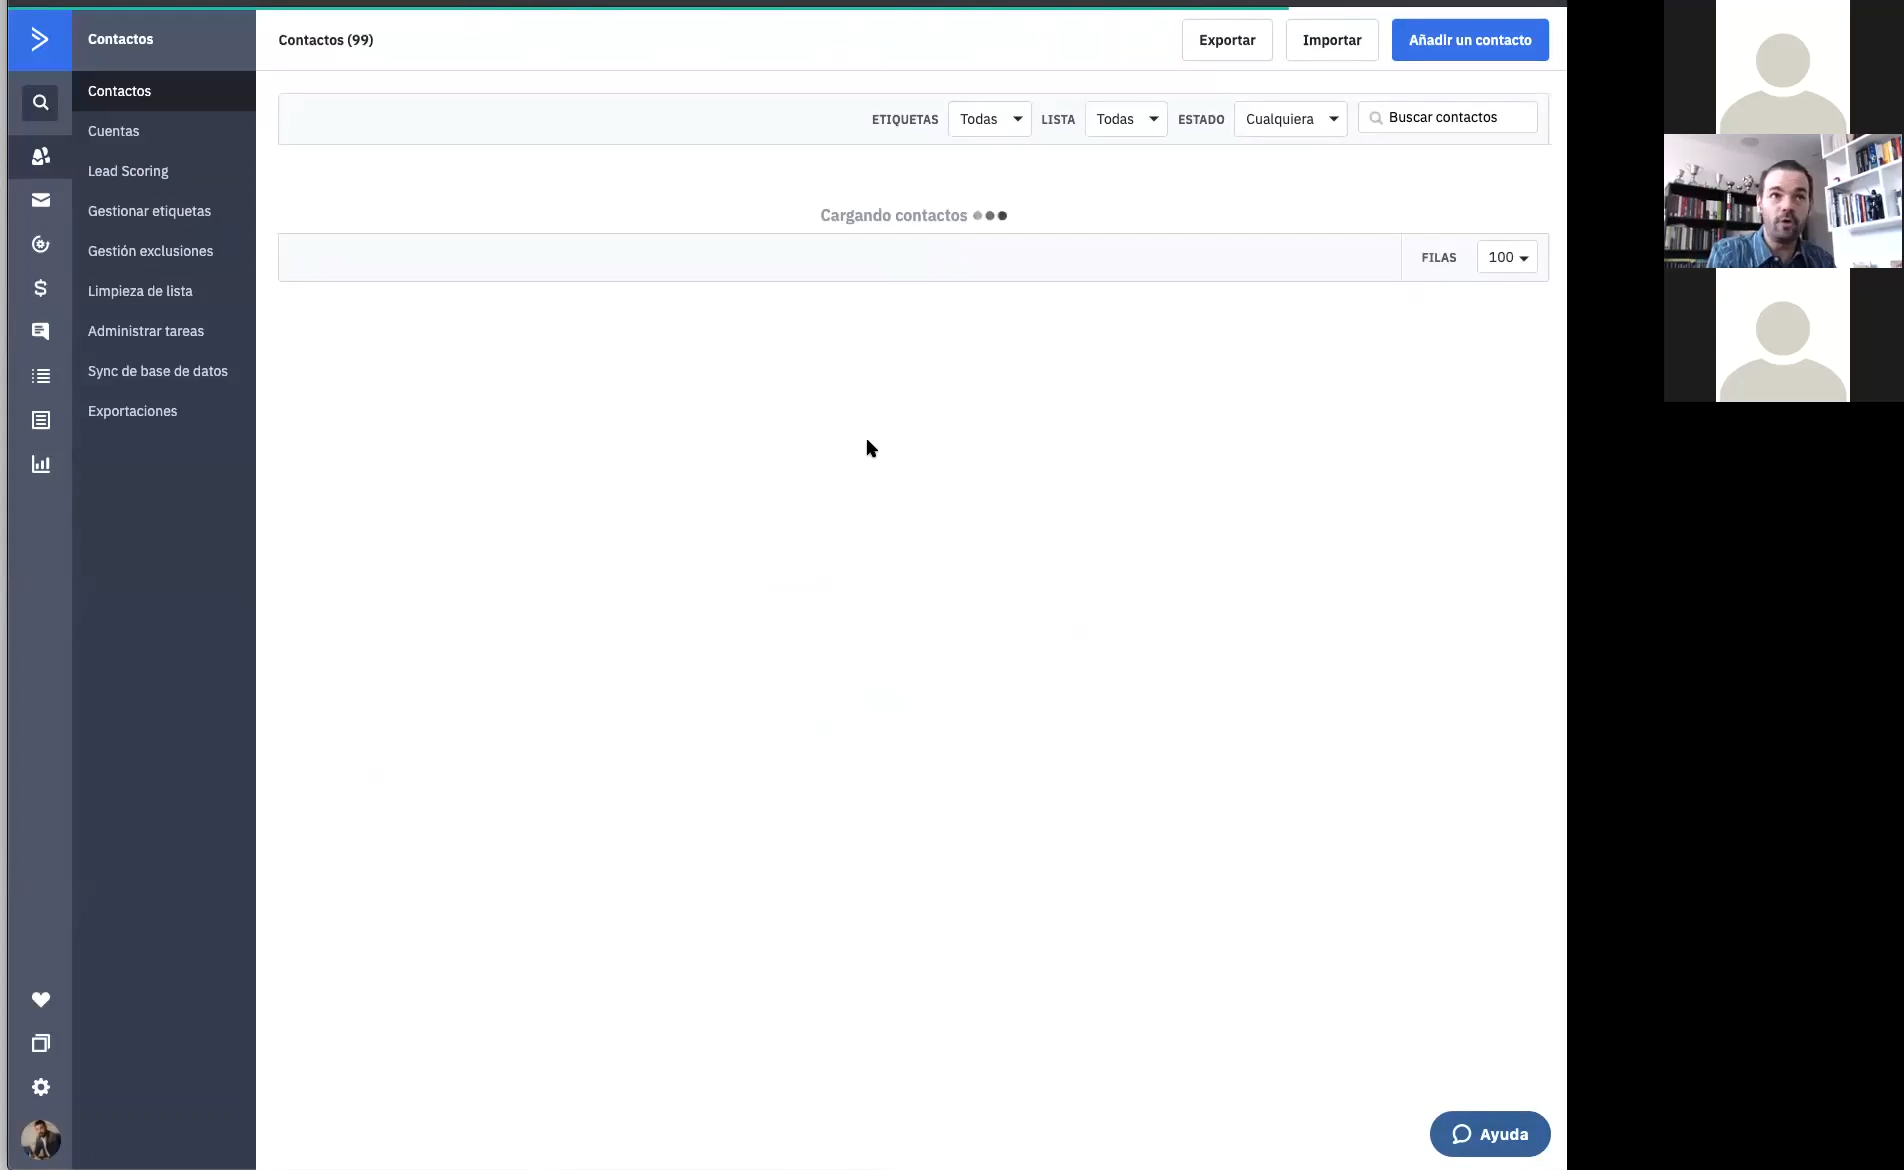 Contactos
Contactos (99)
Exportar
Importar
Añadir un contacto
Contactos
Cuentas
Lead Scoring
Gestionar etiquetas
Gestión exclusiones
Limpieza de lista
Administrar tareas
Sync de base de datos
Exportaciones
ETIQUETAS Todas LISTA Todas ESTADO Cualquiera Buscar contactos
Cargando contactos
FILAS 100
Ayuda